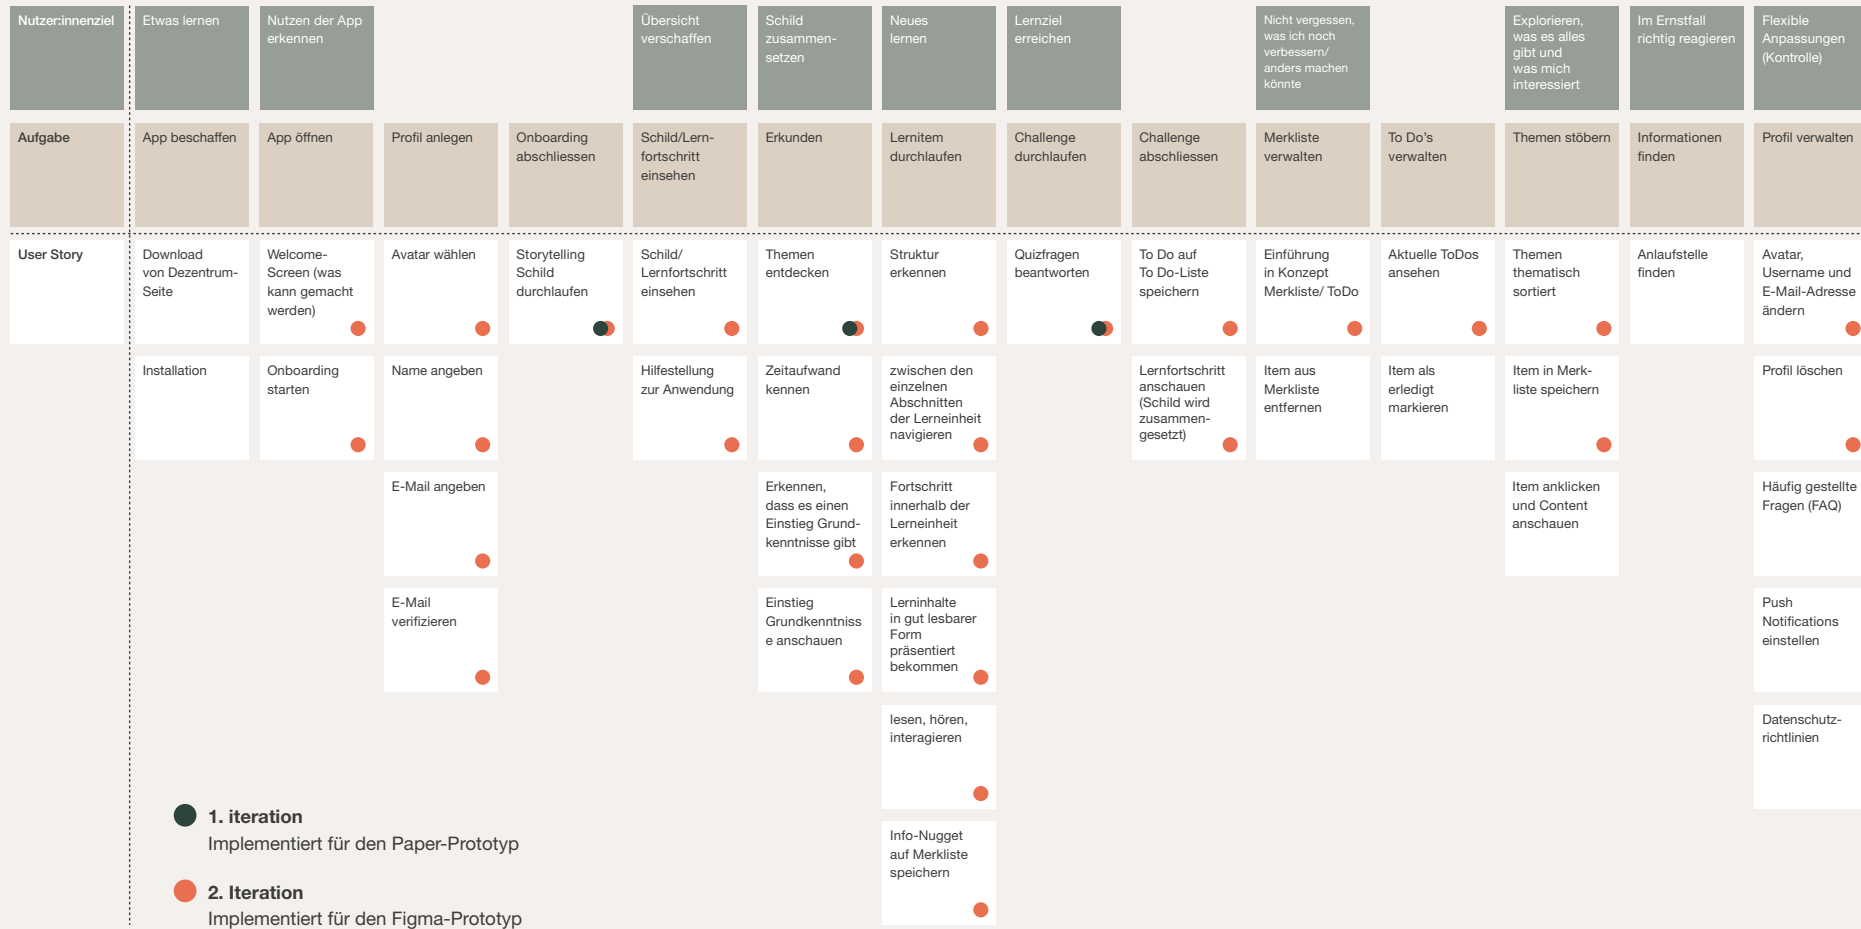 Nutzer:innenziel
Etwas lernen
Nutzen der App
erkennen
Übersicht
verschaffen
Schild
zusammen-
setzen
Neues
lernen
Lernziel
erreichen
Nicht vergessen,
was ich noch
verbessern/
anders machen
könnte
Explorieren,
was es alles
gibt und
was mich
interessiert
Im Ernstfall
richtig reagieren
Flexible
Anpassungen
(Kontrolle)
Aufgabe
App beschaffen
App öffnen
Profil anlegen
Onboarding
abschliessen
Schild/Lern-
fortschritt
einsehen
Erkunden
Lernitem
durchlaufen
Challenge
durchlaufen
Challenge
abschliessen
Merkliste
verwalten
To Do's
verwalten
Themen stöbern
Informationen
finden
Profil verwalten
User Story
Download
von Dezentrum-
Seite
Welcome-
Screen (was
kann gemacht
werden)
Avatar wählen
Storytelling
Schild
durchlaufen
Schild/
Lernfortschritt
einsehen
Themen
entdecken
Struktur
erkennen
Quizfragen
beantworten
To Do auf
To Do-Liste
speichern
Einführung
in Konzept
Merkliste/ ToDo
Aktuelle ToDos
ansehen
Themen
thematisch
sortiert
Anlaufstelle
finden
Avatar,
Username und
E-Mail-Adresse
ändern
Installation
Onboarding
starten
Name angeben
Hilfestellung
zur Anwendung
Zeitaufwand
kennen
zwischen den
einzelnen
Abschnitten
der Lerneinheit
navigieren
Lernfortschritt
anschauen
(Schild wird
zusammen-
gesetzt)
Item aus
Merkliste
entfernen
Item als
erledigt
markieren
Item in Merk-
liste speichern
Profil löschen
E-Mail angeben
Erkennen,
dass es einen
Einstieg Grund-
kenntnisse gibt
Fortschritt
innerhalb der
Lerneinheit
erkennen
Item anklicken
und Content
anschauen
Häufig gestellte
Fragen (FAQ)
E-Mail
verifizieren
Einstieg
Grundkenntniss
e anschauen
Lerninhalte
in gut lesbarer
Form
präsentiert
bekommen
Push
Notifications
einstellen
lesen, hören,
interagieren
Datenschutz-
richtlinien
Info-Nugget
auf Merkliste
speichern
1. iteration
Implementiert für den Paper-Prototyp
2. Iteration
Implementiert für den Figma-Prototyp